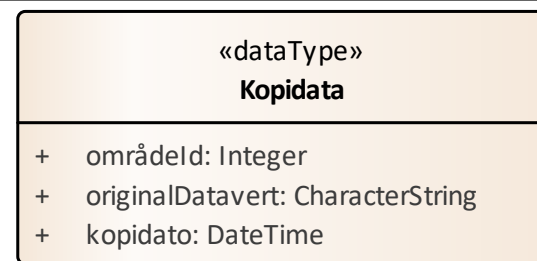 «dataType»
Kopidata
+ områdeId: Integer
+ originalDatavert: CharacterString
+ kopidato: DateTime